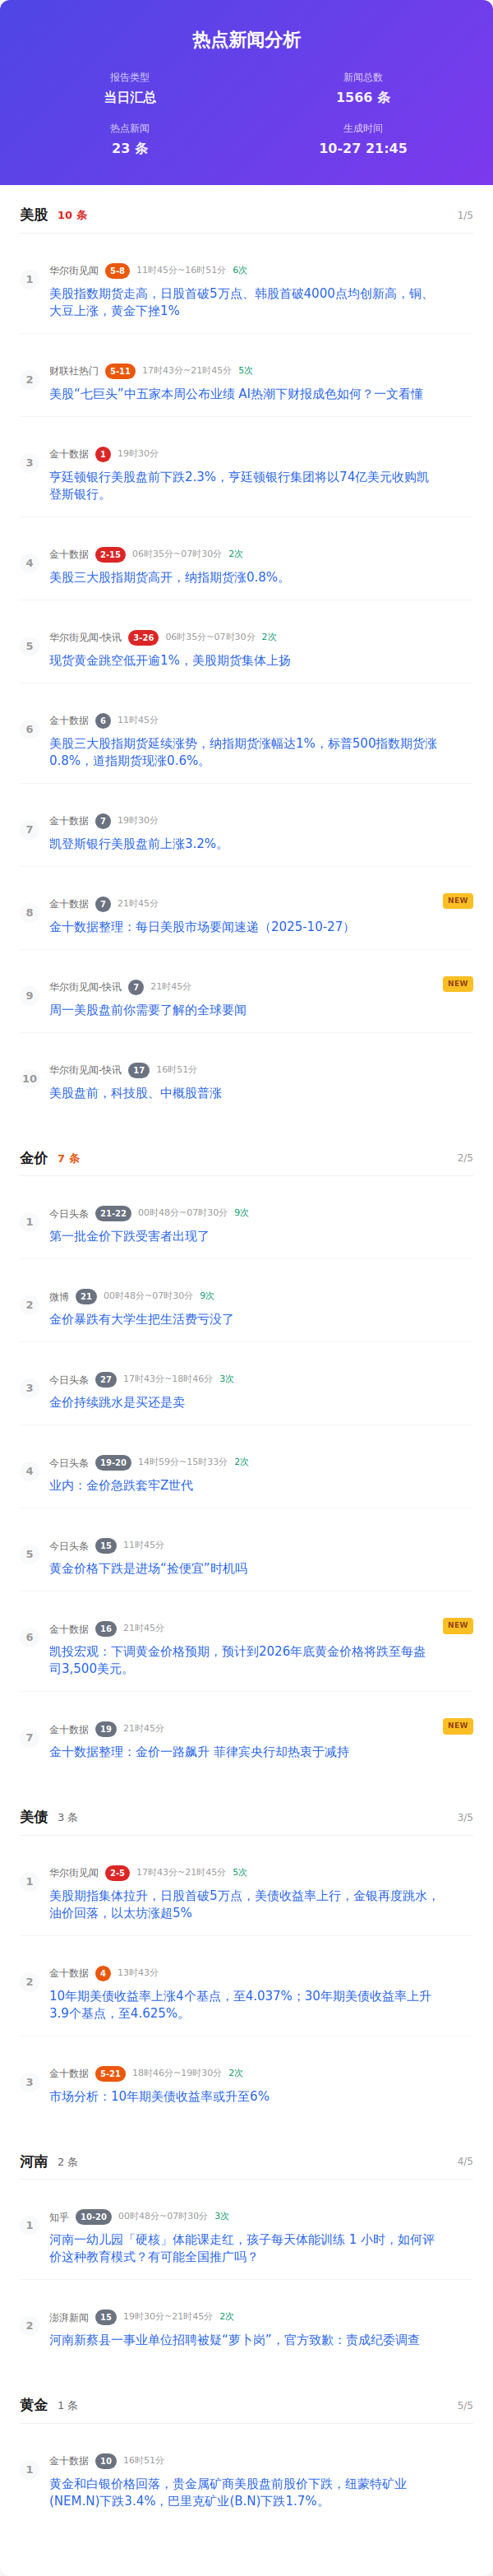 热点新闻分析
报告类型
新闻总数
当日汇总
1566 条
热点新闻
生成时间
23 条
10-27 21:45
美股 10 条 1/5
1
华尔街见闻 5-8 11时45分~16时51分 6次
美股指数期货走高，日股首破5万点、韩股首破4000点均创新高，铜、
大豆上涨，黄金下挫1%
2
财联社热门 5-11 17时43分~21时45分 5次
美股“七巨头”中五家本周公布业绩 AI热潮下财报成色如何？一文看懂
3
金十数据 1 19时30分
亨廷顿银行美股盘前下跌2.3%，亨廷顿银行集团将以74亿美元收购凯
登斯银行。
4
金十数据 2-15 06时35分~07时30分 2次
美股三大股指期货高开，纳指期货涨0.8%。
5
华尔街见闻-快讯 3-26 06时35分~07时30分 2次
现货黄金跳空低开逾1%，美股期货集体上扬
6
金十数据 6 11时45分
美股三大股指期货延续涨势，纳指期货涨幅达1%，标普500指数期货涨
0.8%，道指期货现涨0.6%。
7
金十数据 7 19时30分
凯登斯银行美股盘前上涨3.2%。
8
金十数据 7 21时45分 NEW
金十数据整理：每日美股市场要闻速递（2025-10-27）
9
华尔街见闻-快讯 7 21时45分 NEW
周一美股盘前你需要了解的全球要闻
10
华尔街见闻-快讯 17 16时51分
美股盘前，科技股、中概股普涨
金价 7 条 2/5
1
今日头条 21-22 00时48分~07时30分 9次
第一批金价下跌受害者出现了
2
微博 21 00时48分~07时30分 9次
金价暴跌有大学生把生活费亏没了
3
今日头条 27 17时43分~18时46分 3次
金价持续跳水是买还是卖
4
今日头条 19-20 14时59分~15时33分 2次
业内：金价急跌套牢Z世代
5
今日头条 15 11时45分
黄金价格下跌是进场“捡便宜”时机吗
6
金十数据 16 21时45分 NEW
凯投宏观：下调黄金价格预期，预计到2026年底黄金价格将跌至每盎
司3,500美元。
7
金十数据 19 21时45分 NEW
金十数据整理：金价一路飙升 菲律宾央行却热衷于减持
美债 3 条 3/5
1
华尔街见闻 2-5 17时43分~21时45分 5次
美股期指集体拉升，日股首破5万点，美债收益率上行，金银再度跳水，
油价回落，以太坊涨超5%
2
金十数据 4 13时43分
10年期美债收益率上涨4个基点，至4.037%；30年期美债收益率上升
3.9个基点，至4.625%。
3
金十数据 5-21 18时46分~19时30分 2次
市场分析：10年期美债收益率或升至6%
河南 2 条 4/5
1
知乎 10-20 00时48分~07时30分 3次
河南一幼儿园「硬核」体能课走红，孩子每天体能训练 1 小时，如何评
价这种教育模式？有可能全国推广吗？
2
澎湃新闻 15 19时30分~21时45分 2次
河南新蔡县一事业单位招聘被疑“萝卜岗”，官方致歉：责成纪委调查
黄金 1 条 5/5
1
金十数据 10 16时51分
黄金和白银价格回落，贵金属矿商美股盘前股价下跌，纽蒙特矿业
(NEM.N)下跌3.4%，巴里克矿业(B.N)下跌1.7%。